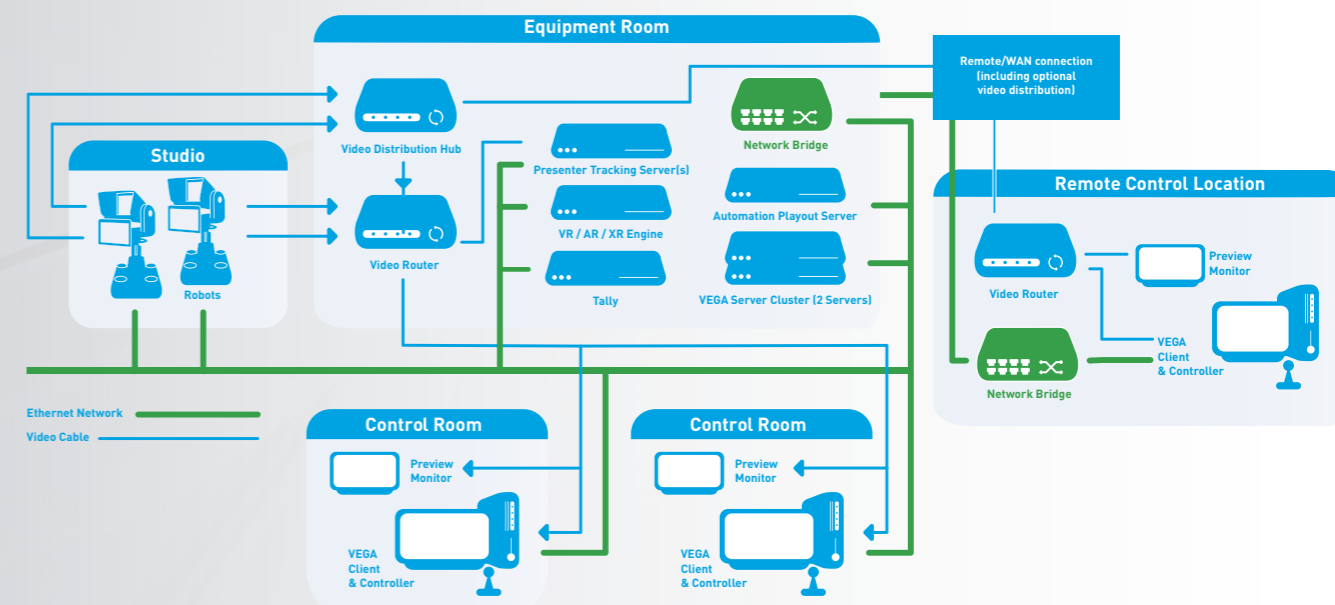 Equipment Room
Remote/WAN connection
(including optional
video distribution)
Studio
Video Distribution Hub
Network Bridge
Presenter Tracking Server(s)
Remote Control Location
VR / AR / XR Engine
Automation Playout Server
Video Router
Robots
Tally
VEGA Server Cluster (2 Servers)
Video Router
Preview
Monitor
VEGA
Client
& Controller
Network Bridge
Ethernet Network
Video Cable
Control Room
Preview
Monitor
VEGA
Client
& Controller
Control Room
Preview
Monitor
VEGA
Client
& Controller